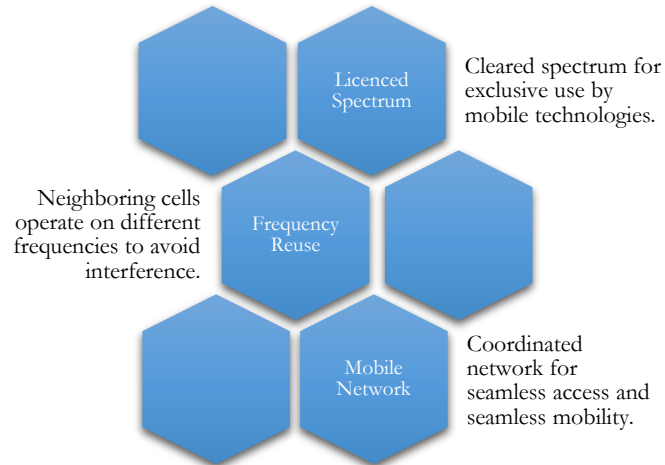 Licenced
Spectrum
Cleared spectrum for
exclusive use by
mobile technologies.
Neighboring cells
operate on different
frequencies to avoid
interference.
Frequency
Reuse
Mobile
Network
Coordinated
network for
seamless access and
seamless mobility.